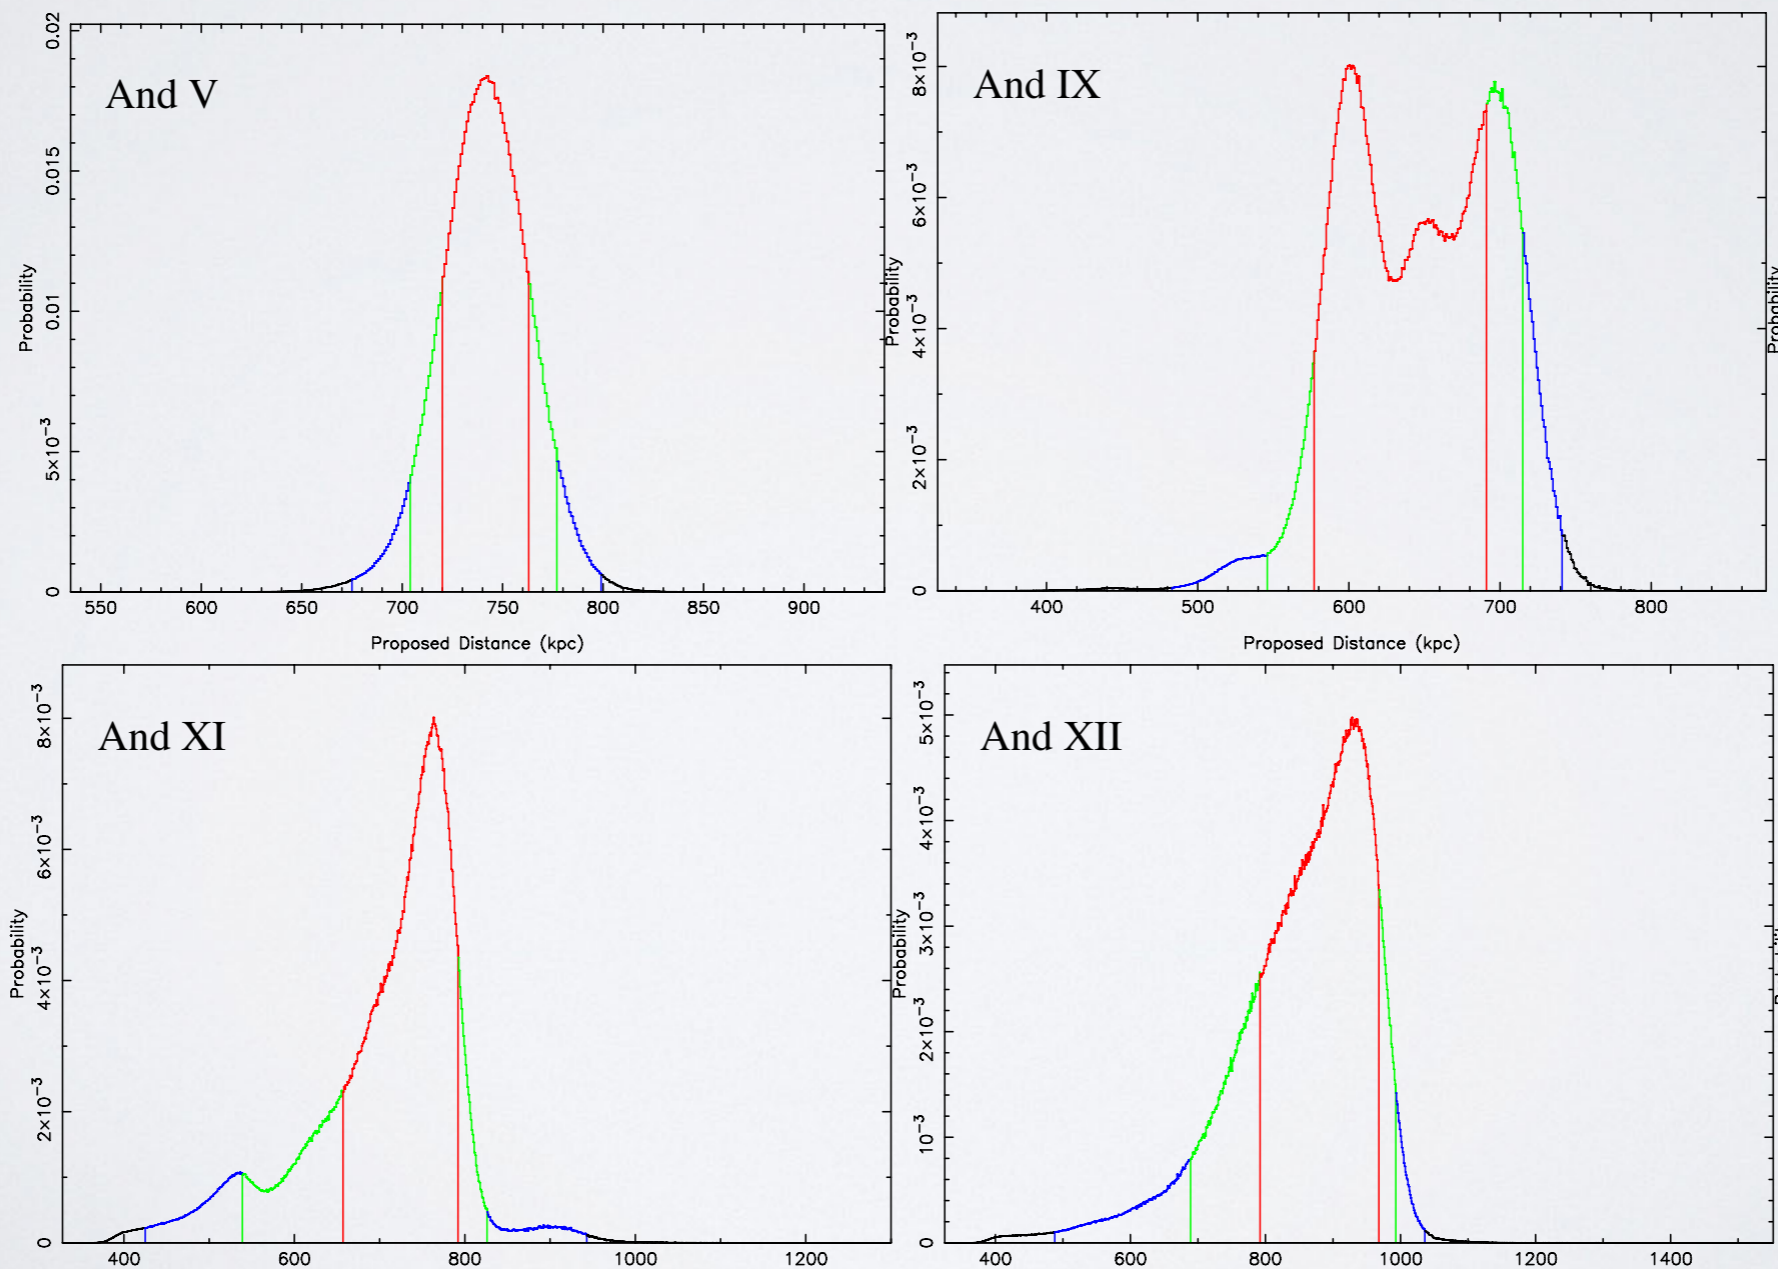 And V
0.02
0.015
0.01
5×10⁻³
0
Probability
550 600 650 700 750 800 850 900
Proposed Distance (kpc)
And IX
8×10⁻³
6×10⁻³
4×10⁻³
2×10⁻³
0
Probability
400 500 600 700 800
Proposed Distance (kpc)
Probability
And XI
8×10⁻³
6×10⁻³
4×10⁻³
2×10⁻³
0
Probability
400 600 800 1000 1200
And XII
5×10⁻³
4×10⁻³
3×10⁻³
2×10⁻³
10⁻³
0
Probability
400 600 800 1000 1200 1400